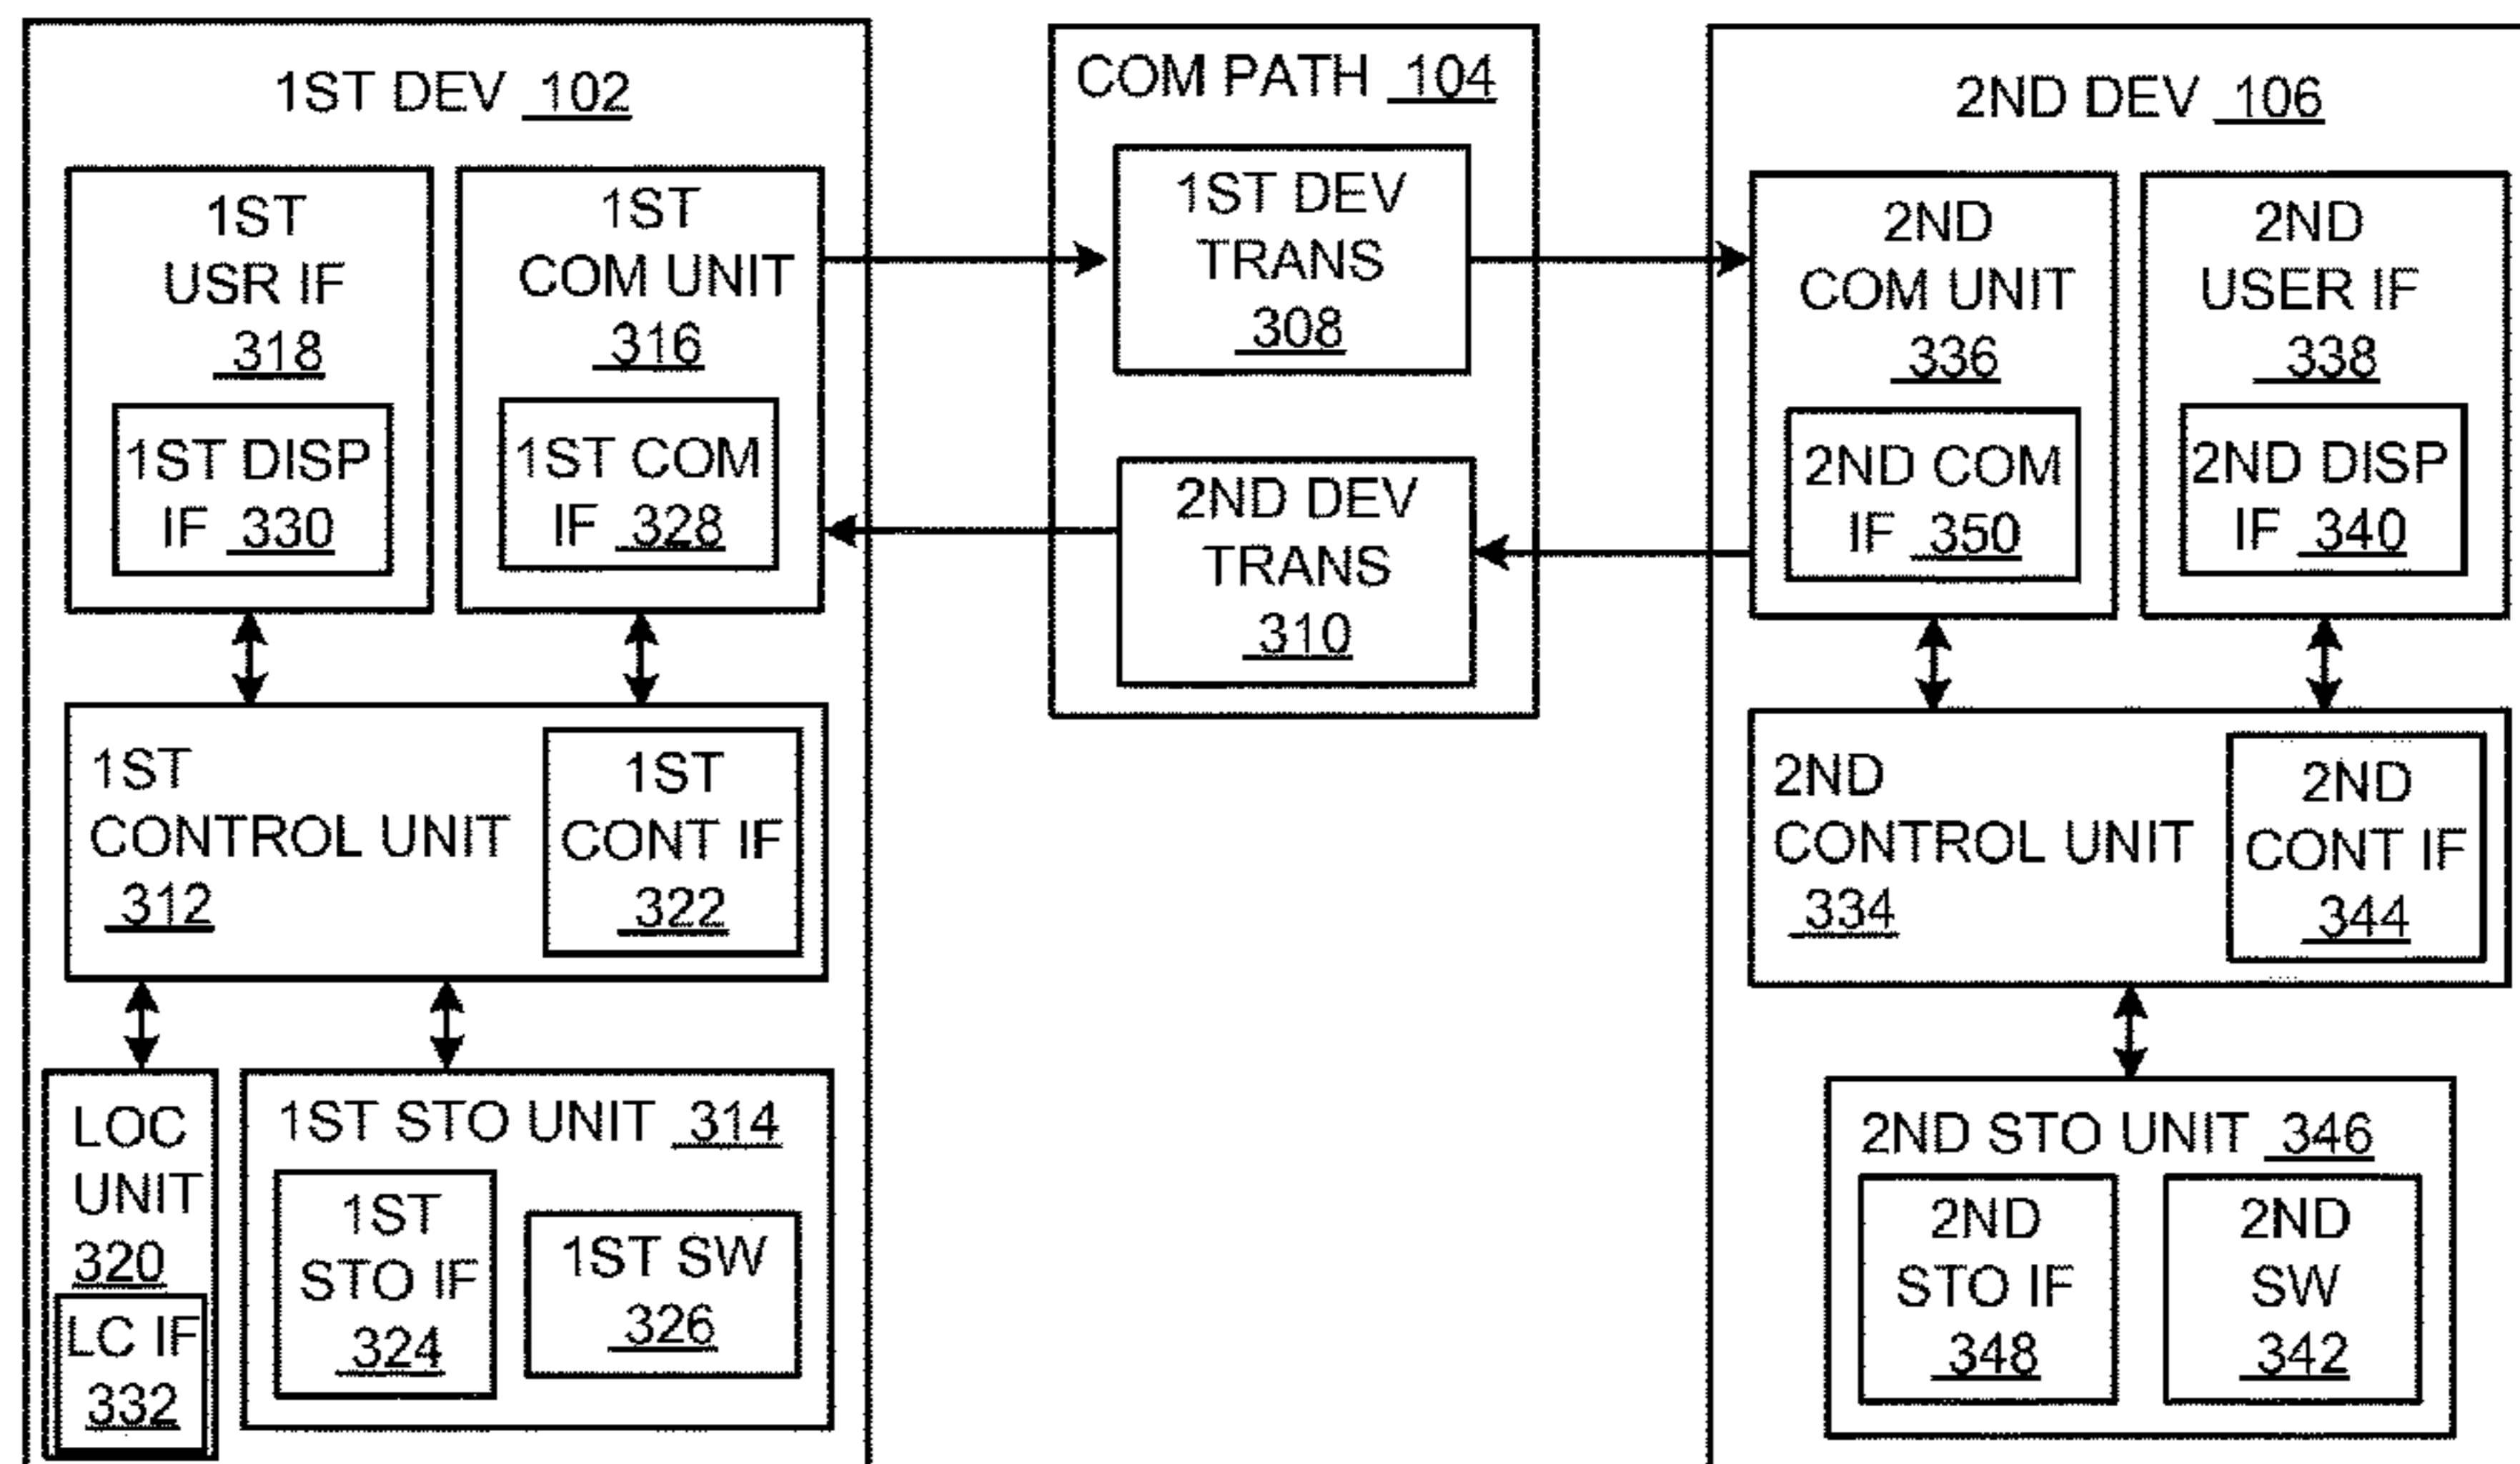 1ST DEV 102
1ST
USR IF
318
1ST DISP
IF 330
1ST
COM UNIT
316
1ST COM
IF 328
1ST
CONTROL UNIT
312
1ST
CONT IF
322
LOC
UNIT
320
LC IF
332
1ST STO UNIT 314
1ST
STO IF
324
1ST SW
326
COM PATH 104
1ST DEV
TRANS
308
2ND DEV
TRANS
310
2ND DEV 106
2ND
COM UNIT
336
2ND COM
IF 350
2ND
USER IF
338
2ND DISP
IF 340
2ND
CONTROL UNIT
334
2ND
CONT IF
344
2ND STO UNIT 346
2ND
STO IF
348
2ND
SW
342